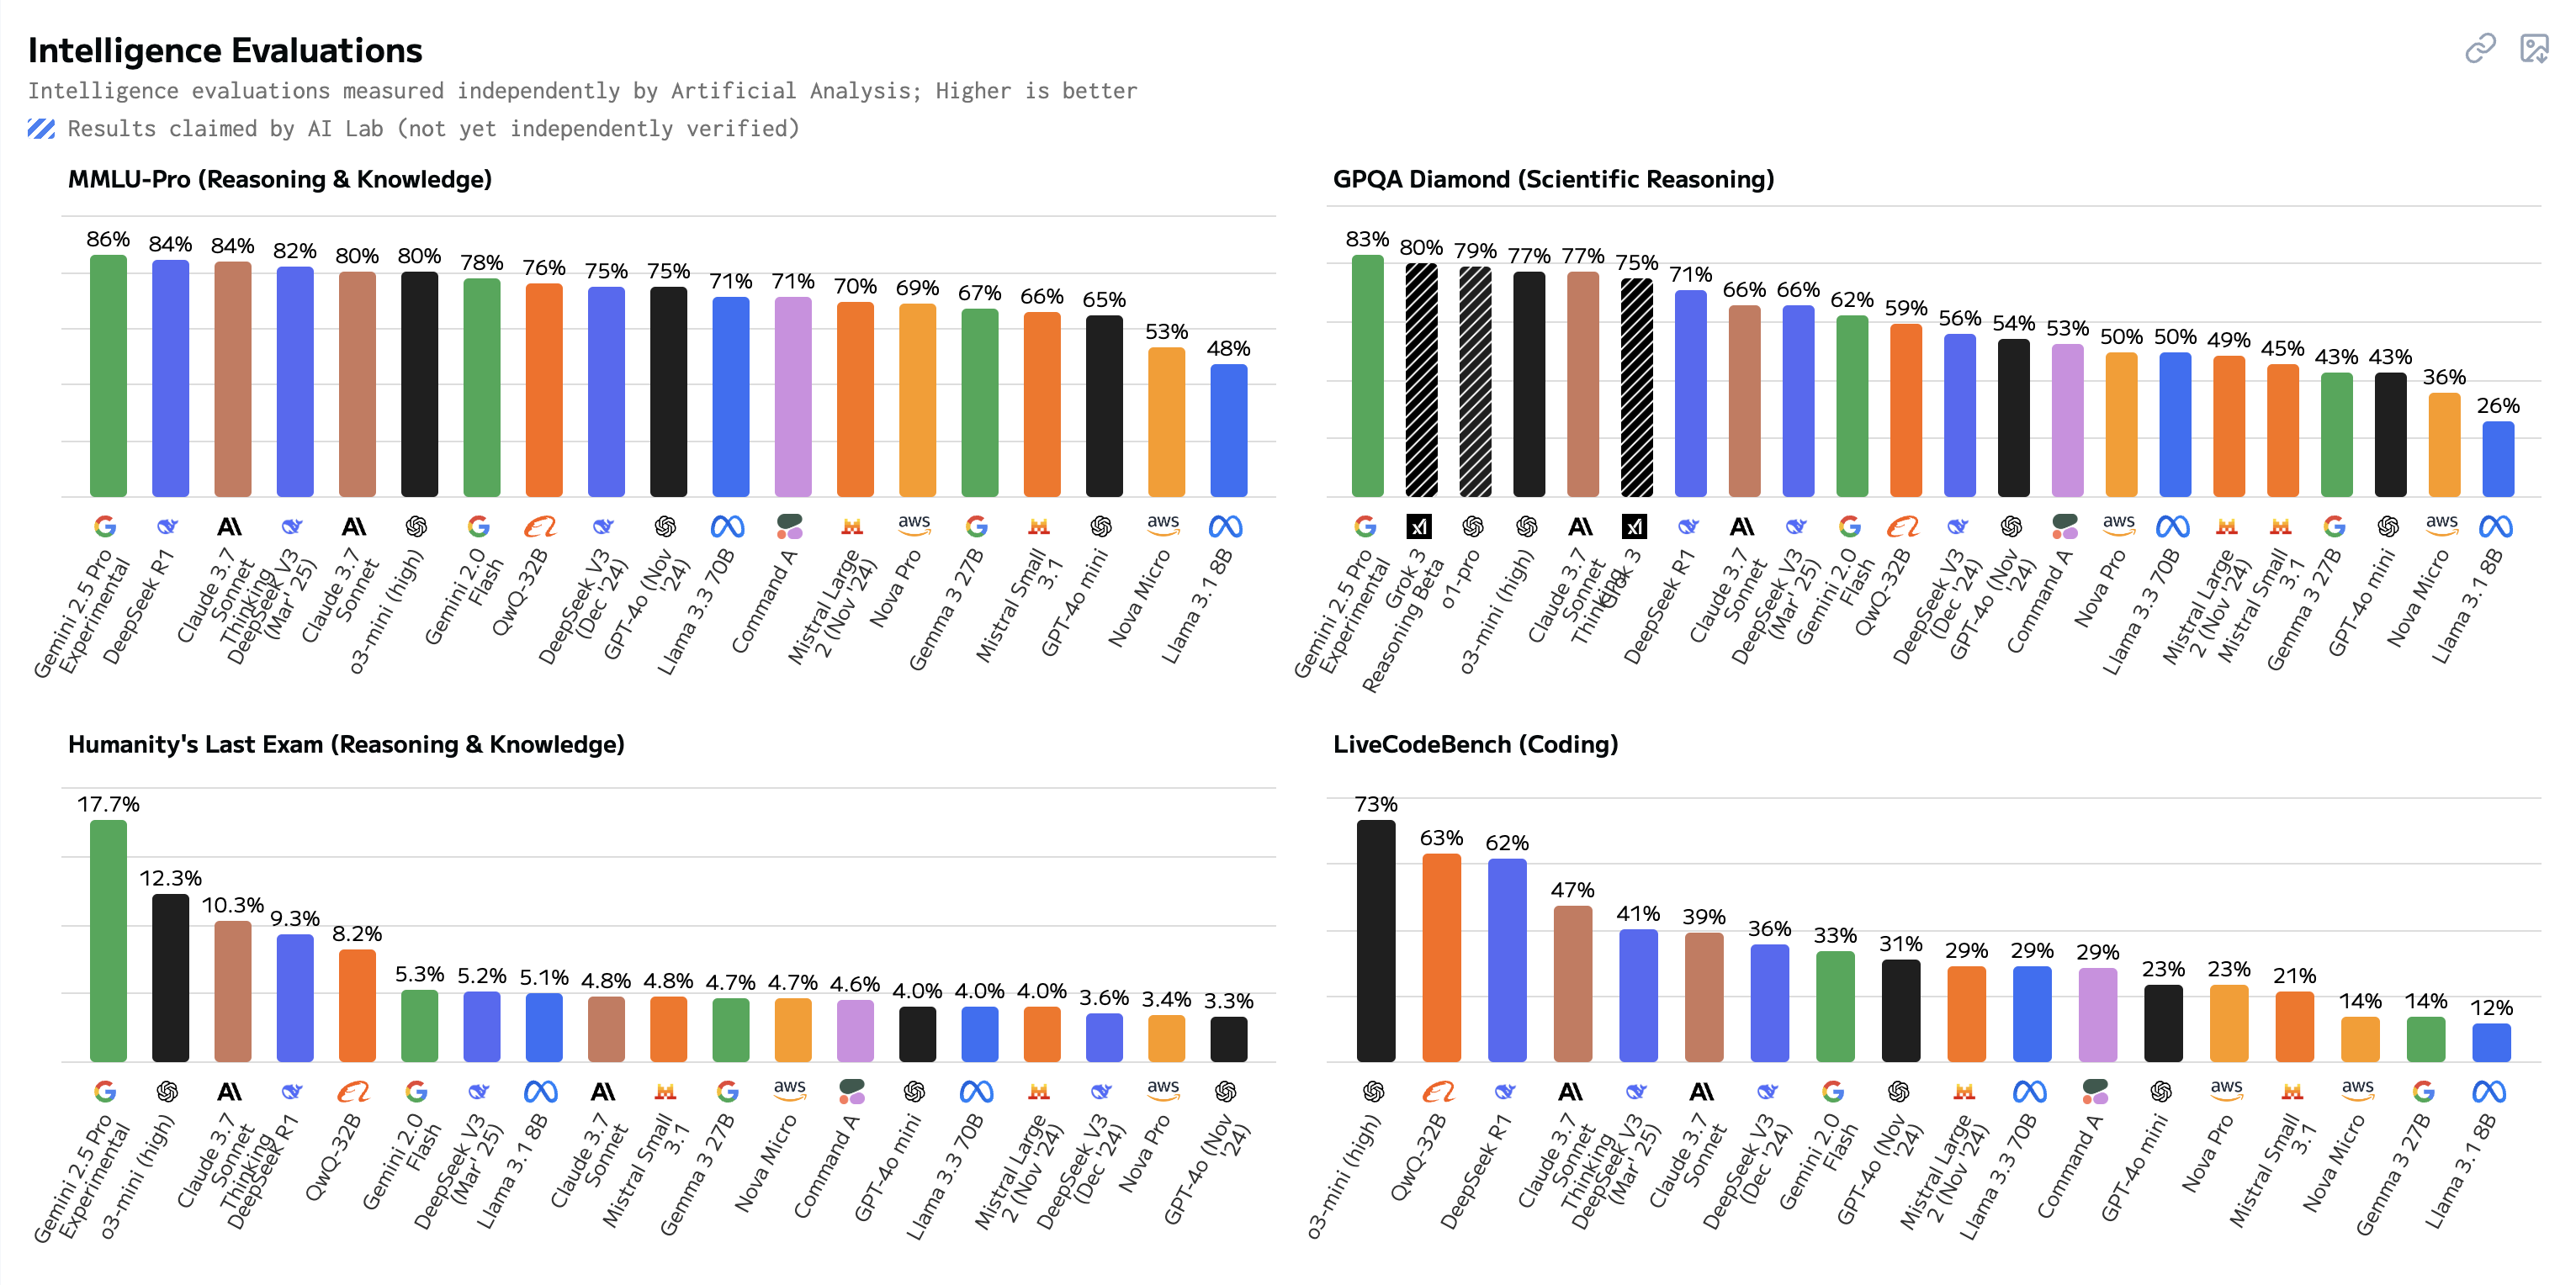 Intelligence Evaluations
Intelligence evaluations measured independently by Artificial Analysis; Higher is better
Results claimed by AI Lab (not yet independently verified)
MMLU-Pro (Reasoning & Knowledge)
86% 84% 84% 82% 80% 80% 78% 76% 75% 75% 71% 71% 70% 69% 67% 66% 65% 53% 48%
aws aws
Gemini 2.5 Pro
Experimental
DeepSeek R1
Claude 3.7
Sonnet
Thinking
DeepSeek V3
(Mar' 25)
Claude 3.7
Sonnet
o3-mini (high)
Gemini 2.0
Flash
QwQ-32B
DeepSeek V3
(Dec '24)
GPT-4o (Nov
'24)
Llama 3.3 70B
Command A
Mistral Large
2 (Nov '24)
Nova Pro
Gemma 3 27B
Mistral Small
3.1
GPT-4o mini
Nova Micro
Llama 3.1 8B
GPQA Diamond (Scientific Reasoning)
83% 80% 79% 77% 77% 75% 71% 66% 66% 62% 59% 56% 54% 53% 50% 50% 49% 45% 43% 43% 36% 26%
xI xI aws aws
Gemini 2.5 Pro
Experimental
Grok 3
Reasoning Beta
o1-pro
o3-mini (high)
Claude 3.7
Sonnet
Thinking
Grok 3
DeepSeek R1
Claude 3.7
Sonnet
DeepSeek V3
(Mar' 25)
Gemini 2.0
Flash
QwQ-32B
DeepSeek V3
(Dec '24)
GPT-4o (Nov
'24)
Command A
Nova Pro
Llama 3.3 70B
Mistral Large
2 (Nov '24)
Mistral Small
3.1
Gemma 3 27B
GPT-4o mini
Nova Micro
Llama 3.1 8B
Humanity's Last Exam (Reasoning & Knowledge)
17.7% 12.3% 10.3% 9.3% 8.2% 5.3% 5.2% 5.1% 4.8% 4.8% 4.7% 4.7% 4.6% 4.0% 4.0% 4.0% 3.6% 3.4% 3.3%
aws aws
Gemini 2.5 Pro
Experimental
o3-mini (high)
Claude 3.7
Sonnet
Thinking
DeepSeek R1
QwQ-32B
Gemini 2.0
Flash
DeepSeek V3
(Mar' 25)
Llama 3.1 8B
Claude 3.7
Sonnet
Mistral Small
3.1
Gemma 3 27B
Nova Micro
Command A
GPT-4o mini
Llama 3.3 70B
Mistral Large
2 (Nov '24)
DeepSeek V3
(Dec '24)
Nova Pro
GPT-4o (Nov
'24)
LiveCodeBench (Coding)
73% 63% 62% 47% 41% 39% 36% 33% 31% 29% 29% 29% 23% 23% 21% 14% 14% 12%
aws aws
o3-mini (high)
QwQ-32B
DeepSeek R1
Claude 3.7
Sonnet
Thinking
DeepSeek V3
(Mar' 25)
Claude 3.7
Sonnet
DeepSeek V3
(Dec '24)
Gemini 2.0
Flash
GPT-4o (Nov
'24)
Mistral Large
2 (Nov '24)
Llama 3.3 70B
Command A
GPT-4o mini
Nova Pro
Mistral Small
3.1
Nova Micro
Gemma 3 27B
Llama 3.1 8B